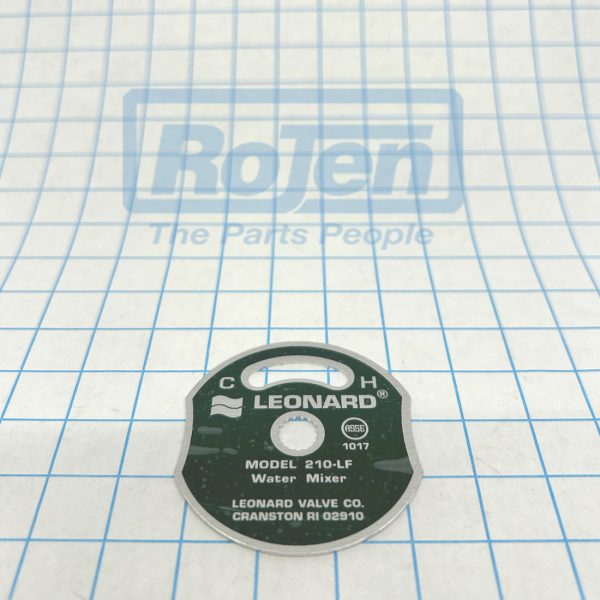 RoJen
The Parts People
C H
LEONARD®
ASSE
1017
MODEL 210-LF
Water Mixer
LEONARD VALVE CO.
CRANSTON RI 02910